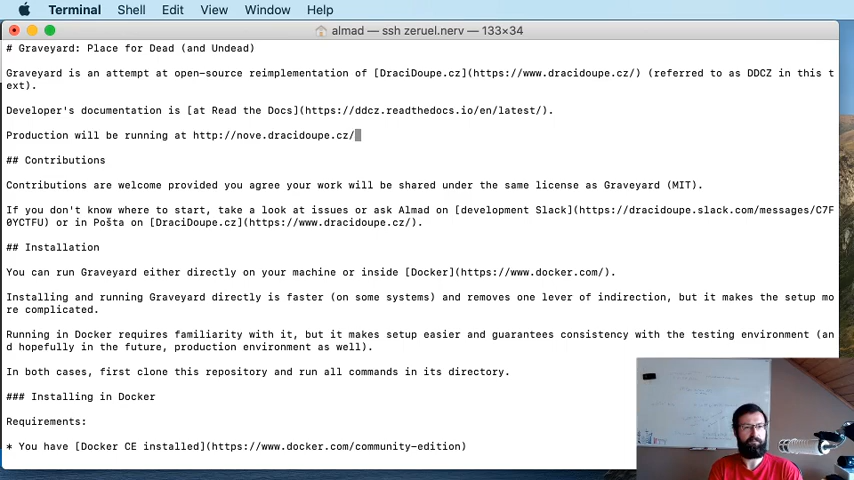 Terminal Shell Edit View Window Help
almad — ssh zeruel.nerv — 133×34
# Graveyard: Place for Dead (and Undead)
Graveyard is an attempt at open-source reimplementation of [DraciDoupe.cz](https://www.dracidoupe.cz/) (referred to as DDCZ in this t
ext).
Developer's documentation is [at Read the Docs](https://ddcz.readthedocs.io/en/latest/).
Production will be running at http://nove.dracidoupe.cz/
## Contributions
Contributions are welcome provided you agree your work will be shared under the same license as Graveyard (MIT).
If you don't know where to start, take a look at issues or ask Almad on [development Slack](https://dracidoupe.slack.com/messages/C7F
0YCTFU) or in Pošta on [DraciDoupe.cz](https://www.dracidoupe.cz/).
## Installation
You can run Graveyard either directly on your machine or inside [Docker](https://www.docker.com/).
Installing and running Graveyard directly is faster (on some systems) and removes one lever of indirection, but it makes the setup mo
re complicated.
Running in Docker requires familiarity with it, but it makes setup easier and guarantees consistency with the testing environment (an
d hopefully in the future, production environment as well).
In both cases, first clone this repository and run all commands in its directory.
### Installing in Docker
Requirements:
* You have [Docker CE installed](https://www.docker.com/community-edition)